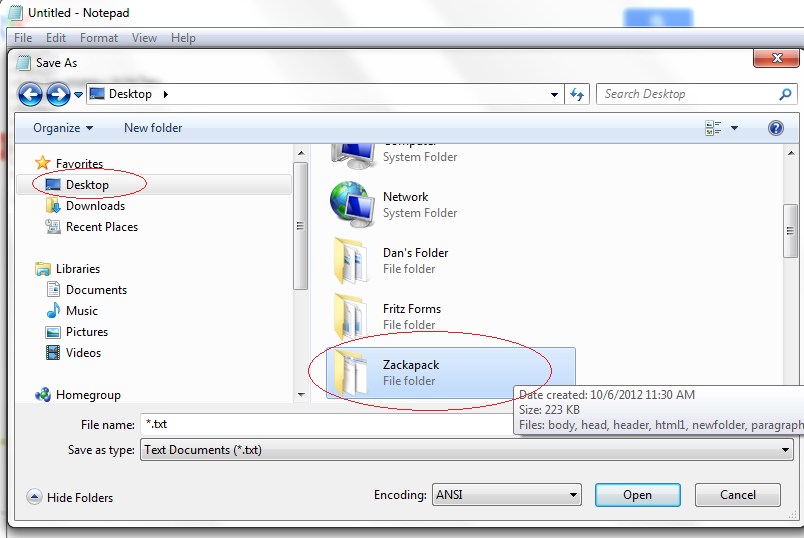 Untitled - Notepad
File Edit Format View Help
Save As
Desktop
Search Desktop
Organize New folder
Favorites
Desktop
Downloads
Recent Places
Libraries
Documents
Music
Pictures
Videos
Homegroup
Computer
System Folder
Network
System Folder
Dan's Folder
File folder
Fritz Forms
File folder
Zackapack
File folder
Date created: 10/6/2012 11:30 AM
Size: 223 KB
Files: body, head, header, html1, newfolder, paragraph
File name: *.txt
Save as type: Text Documents (*.txt)
Hide Folders Encoding: ANSI Open Cancel